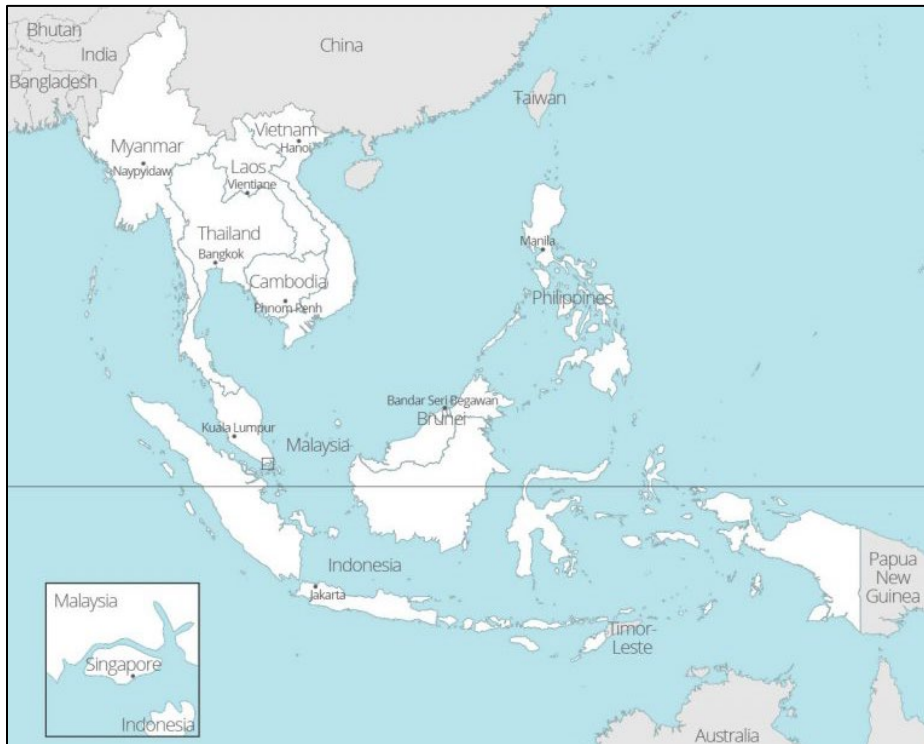 Bhutan
India
China
Bangladesh
Taiwan
Vietnam
Hanoi
Myanmar
Naypyidaw
Laos
Vientiane
Thailand
Bangkok
Manila
Cambodia
Phnom Penh
Philippines
Bandar Seri Begawan
Brunei
Kuala Lumpur
Malaysia
Indonesia
Jakarta
Papua
New
Guinea
Timor-
Leste
Malaysia
Singapore
Indonesia
Australia